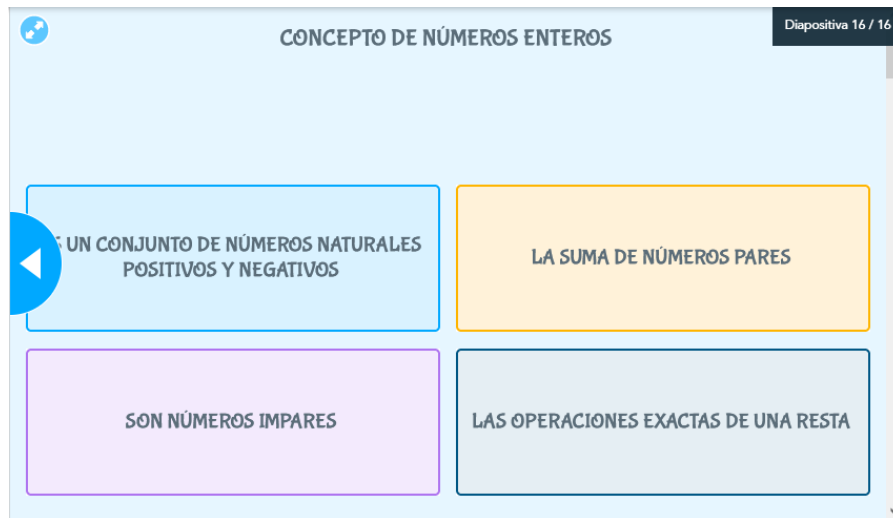 CONCEPTO DE NÚMEROS ENTEROS
Diapositiva 16 / 16
UN CONJUNTO DE NÚMEROS NATURALES
POSITIVOS Y NEGATIVOS
LA SUMA DE NÚMEROS PARES
SON NÚMEROS IMPARES
LAS OPERACIONES EXACTAS DE UNA RESTA